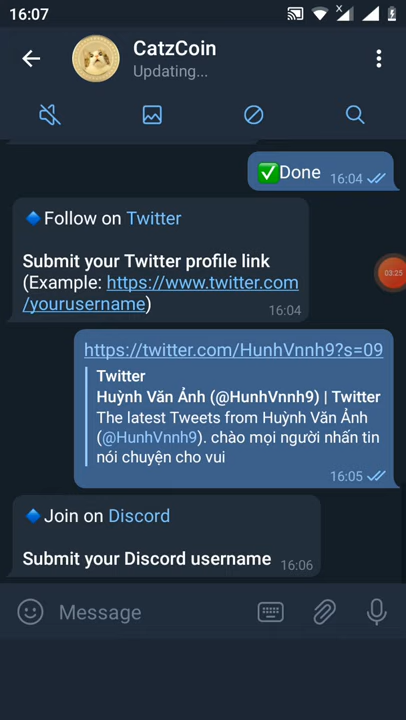 16:07
x
CatzCoin
Updating...
✅Done 16:04
🔹Follow on Twitter
Submit your Twitter profile link
(Example: https://www.twitter.com
/yourusername) 16:04
https://twitter.com/HunhVnnh9?s=09
Twitter
Huỳnh Văn Ảnh (@HunhVnnh9) | Twitter
The latest Tweets from Huỳnh Văn Ảnh
(@HunhVnnh9). chào mọi người nhấn tin
nói chuyện cho vui
16:05
🔹Join on Discord
Submit your Discord username 16:06
03:25
Message